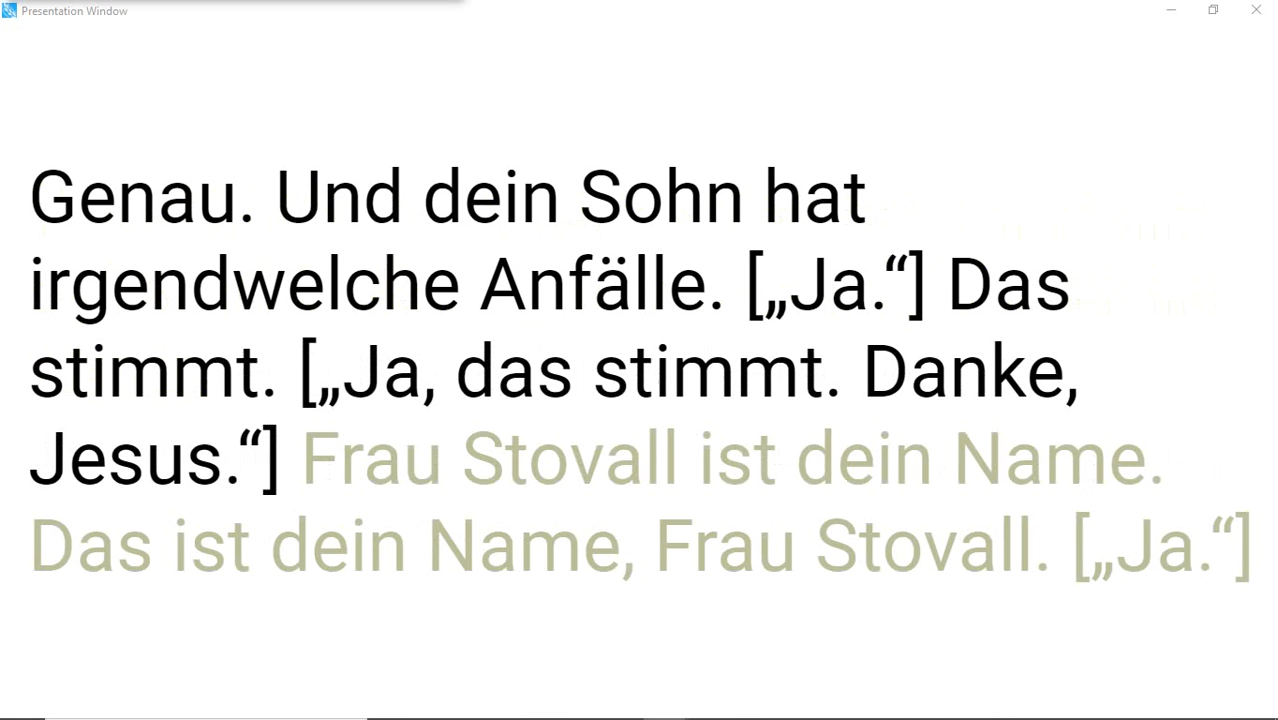 Presentation Window
Genau. Und dein Sohn hat
irgendwelche Anfälle. [„Ja.“] Das
stimmt. [„Ja, das stimmt. Danke,
Jesus.“] Frau Stovall ist dein Name.
Das ist dein Name, Frau Stovall. [„Ja.“]